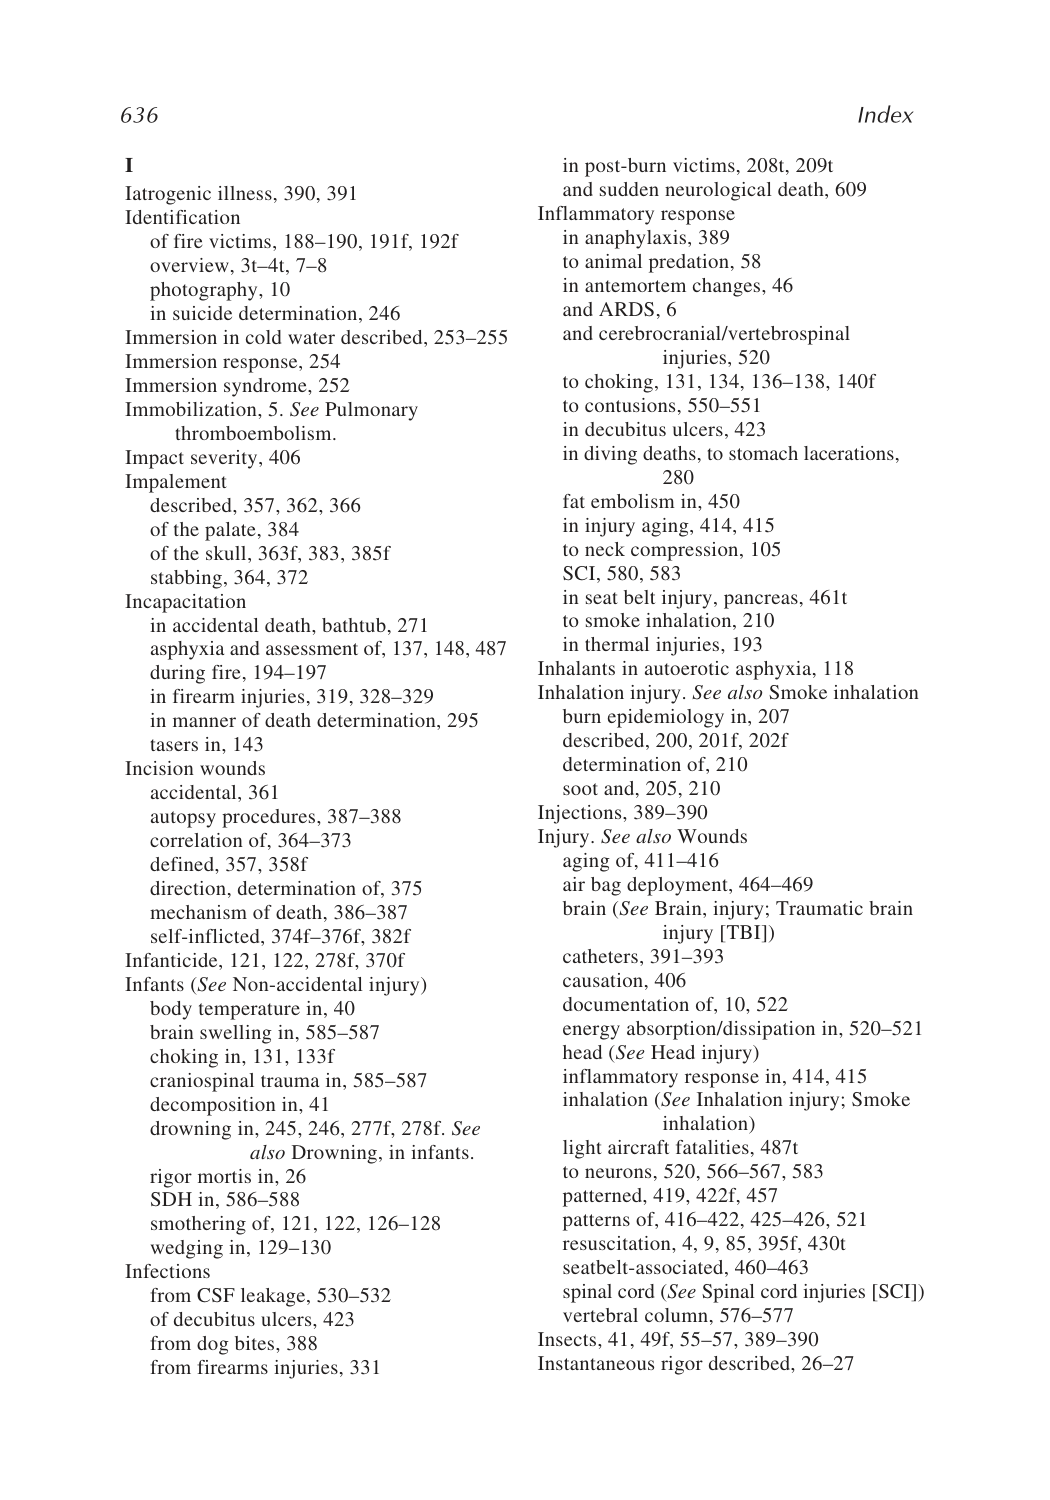 636
Index
I
Iatrogenic illness, 390, 391
Identification
of fire victims, 188–190, 191f, 192f
overview, 3t–4t, 7–8
photography, 10
in suicide determination, 246
Immersion in cold water described, 253–255
Immersion response, 254
Immersion syndrome, 252
Immobilization, 5. See Pulmonary
thromboembolism.
Impact severity, 406
Impalement
described, 357, 362, 366
of the palate, 384
of the skull, 363f, 383, 385f
stabbing, 364, 372
Incapacitation
in accidental death, bathtub, 271
asphyxia and assessment of, 137, 148, 487
during fire, 194–197
in firearm injuries, 319, 328–329
in manner of death determination, 295
tasers in, 143
Incision wounds
accidental, 361
autopsy procedures, 387–388
correlation of, 364–373
defined, 357, 358f
direction, determination of, 375
mechanism of death, 386–387
self-inflicted, 374f–376f, 382f
Infanticide, 121, 122, 278f, 370f
Infants (See Non-accidental injury)
body temperature in, 40
brain swelling in, 585–587
choking in, 131, 133f
craniospinal trauma in, 585–587
decomposition in, 41
drowning in, 245, 246, 277f, 278f. See
also Drowning, in infants.
rigor mortis in, 26
SDH in, 586–588
smothering of, 121, 122, 126–128
wedging in, 129–130
Infections
from CSF leakage, 530–532
of decubitus ulcers, 423
from dog bites, 388
from firearms injuries, 331
in post-burn victims, 208t, 209t
and sudden neurological death, 609
Inflammatory response
in anaphylaxis, 389
to animal predation, 58
in antemortem changes, 46
and ARDS, 6
and cerebrocranial/vertebrospinal
injuries, 520
to choking, 131, 134, 136–138, 140f
to contusions, 550–551
in decubitus ulcers, 423
in diving deaths, to stomach lacerations,
280
fat embolism in, 450
in injury aging, 414, 415
to neck compression, 105
SCI, 580, 583
in seat belt injury, pancreas, 461t
to smoke inhalation, 210
in thermal injuries, 193
Inhalants in autoerotic asphyxia, 118
Inhalation injury. See also Smoke inhalation
burn epidemiology in, 207
described, 200, 201f, 202f
determination of, 210
soot and, 205, 210
Injections, 389–390
Injury. See also Wounds
aging of, 411–416
air bag deployment, 464–469
brain (See Brain, injury; Traumatic brain
injury [TBI])
catheters, 391–393
causation, 406
documentation of, 10, 522
energy absorption/dissipation in, 520–521
head (See Head injury)
inflammatory response in, 414, 415
inhalation (See Inhalation injury; Smoke
inhalation)
light aircraft fatalities, 487t
to neurons, 520, 566–567, 583
patterned, 419, 422f, 457
patterns of, 416–422, 425–426, 521
resuscitation, 4, 9, 85, 395f, 430t
seatbelt-associated, 460–463
spinal cord (See Spinal cord injuries [SCI])
vertebral column, 576–577
Insects, 41, 49f, 55–57, 389–390
Instantaneous rigor described, 26–27